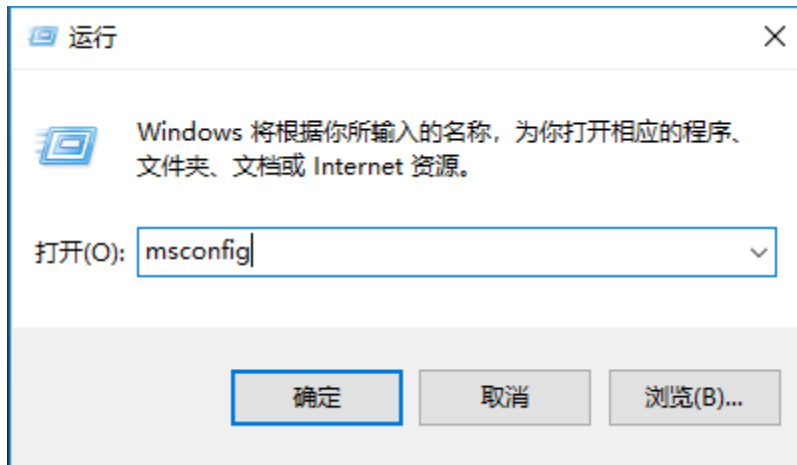 运行
Windows 将根据你所输入的名称，为你打开相应的程序、
文件夹、文档或 Internet 资源。
打开(O): msconfig
确定 取消 浏览(B)...